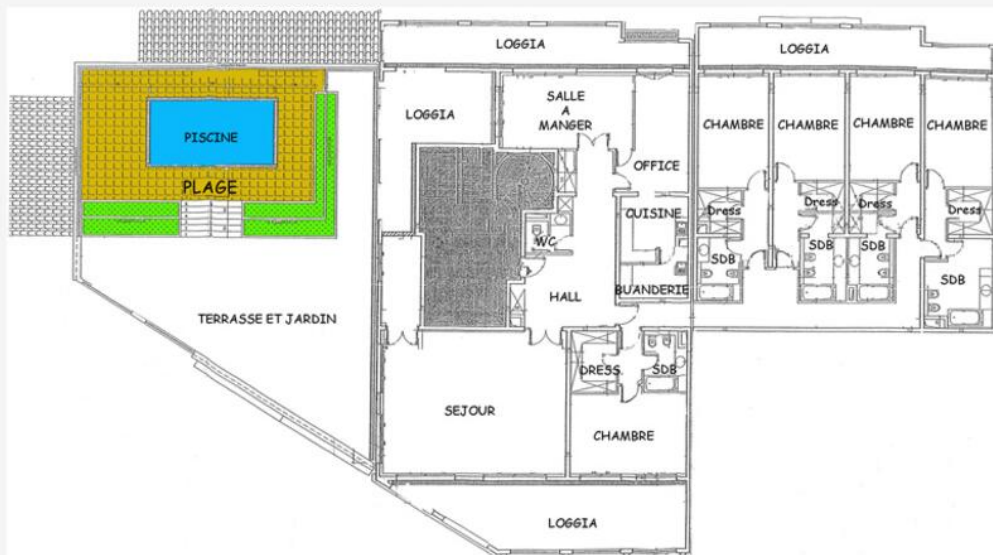 LOGGIA
LOGGIA
SALLE
A
MANGER
LOGGIA
CHAMBRE
CHAMBRE
CHAMBRE
CHAMBRE
PISCINE
OFFICE
PLAGE
CUISINE
Dress
Dress
Dress
Dress
WC
SDB
SDB
SDB
SDB
BUANDERIE
HALL
TERRASSE ET JARDIN
DRESS.
SDB
SEJOUR
CHAMBRE
LOGGIA